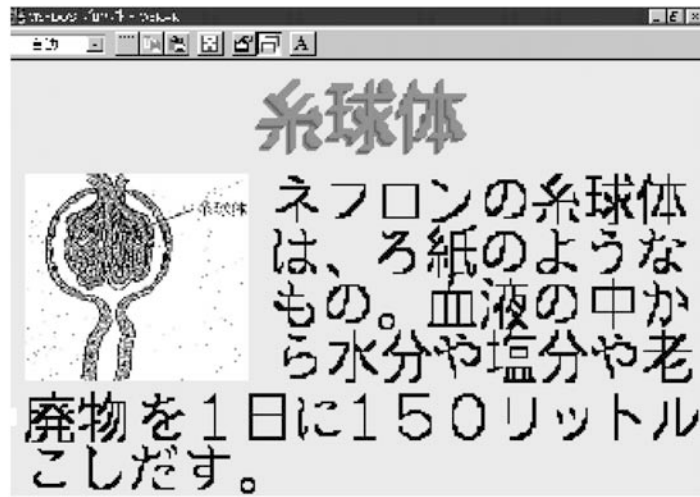 自動
A
糸球体
糸球体
ネフロンの糸球体
は、ろ紙のような
もの。血液の中か
ら水分や塩分や老
廃物を1日に150リットル
こしだす。